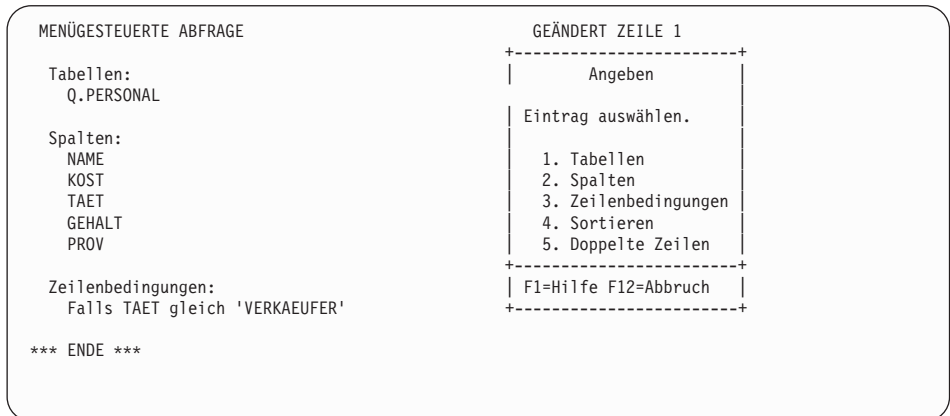 MENÜGESTEUERTE ABFRAGE GEÄNDERT ZEILE 1
+------------------------+
Tabellen: | Angeben |
Q.PERSONAL |
| Eintrag auswählen. |
Spalten: | |
NAME | 1. Tabellen |
KOST | 2. Spalten |
TAET | 3. Zeilenbedingungen |
GEHALT | 4. Sortieren |
PROV | 5. Doppelte Zeilen |
+------------------------+
Zeilenbedingungen: | F1=Hilfe F12=Abbruch |
Falls TAET gleich 'VERKAEUFER' +------------------------+
*** ENDE ***